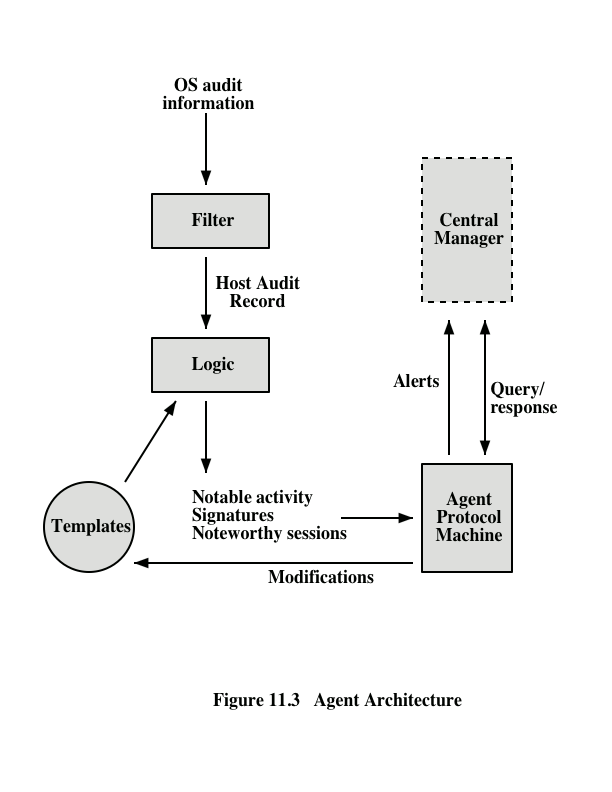 OS audit
information
Filter
Central
Manager
Host Audit
Record
Logic
Alerts
Query/
response
Notable activity
Signatures
Noteworthy sessions
Agent
Protocol
Machine
Templates
Modifications
Figure 11.3 Agent Architecture